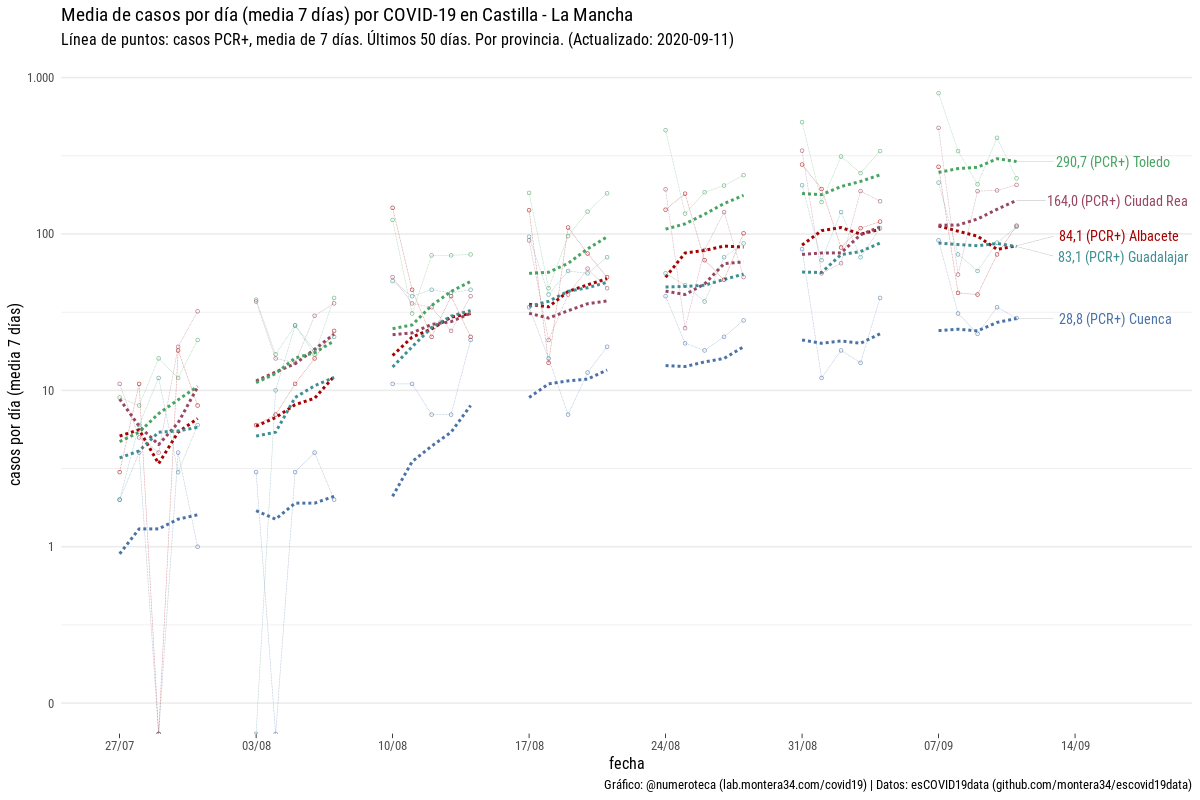 Media de casos por día (media 7 días) por COVID-19 en Castilla - La Mancha
Línea de puntos: casos PCR+, media de 7 días. Últimos 50 días. Por provincia. (Actualizado: 2020-09-11)
casos por día (media 7 días)
1.000
100
10
1
0
290,7 (PCR+) Toledo
164,0 (PCR+) Ciudad Rea
84,1 (PCR+) Albacete
83,1 (PCR+) Guadalajar
28,8 (PCR+) Cuenca
27/07 03/08 10/08 17/08 24/08 31/08 07/09 14/09
fecha
Gráfico: @numeroteca (lab.montera34.com/covid19) | Datos: esCOVID19data (github.com/montera34/escovid19data)